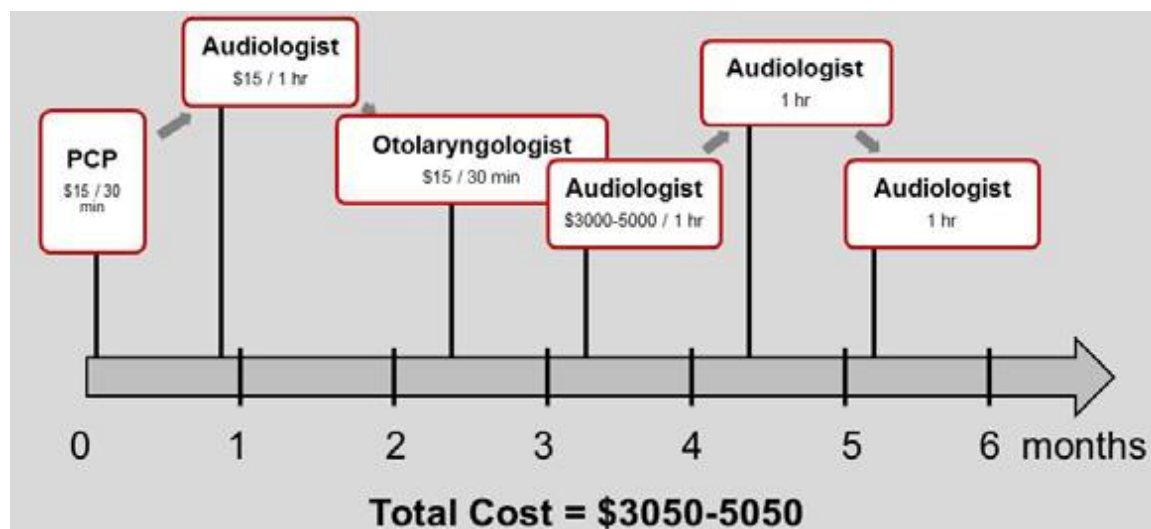 PCP
$15 / 30
min
Audiologist
$15 / 1 hr
Otolaryngologist
$15 / 30 min
Audiologist
$3000-5000 / 1 hr
Audiologist
1 hr
Audiologist
1 hr
0 1 2 3 4 5 6 months
Total Cost = $3050-5050